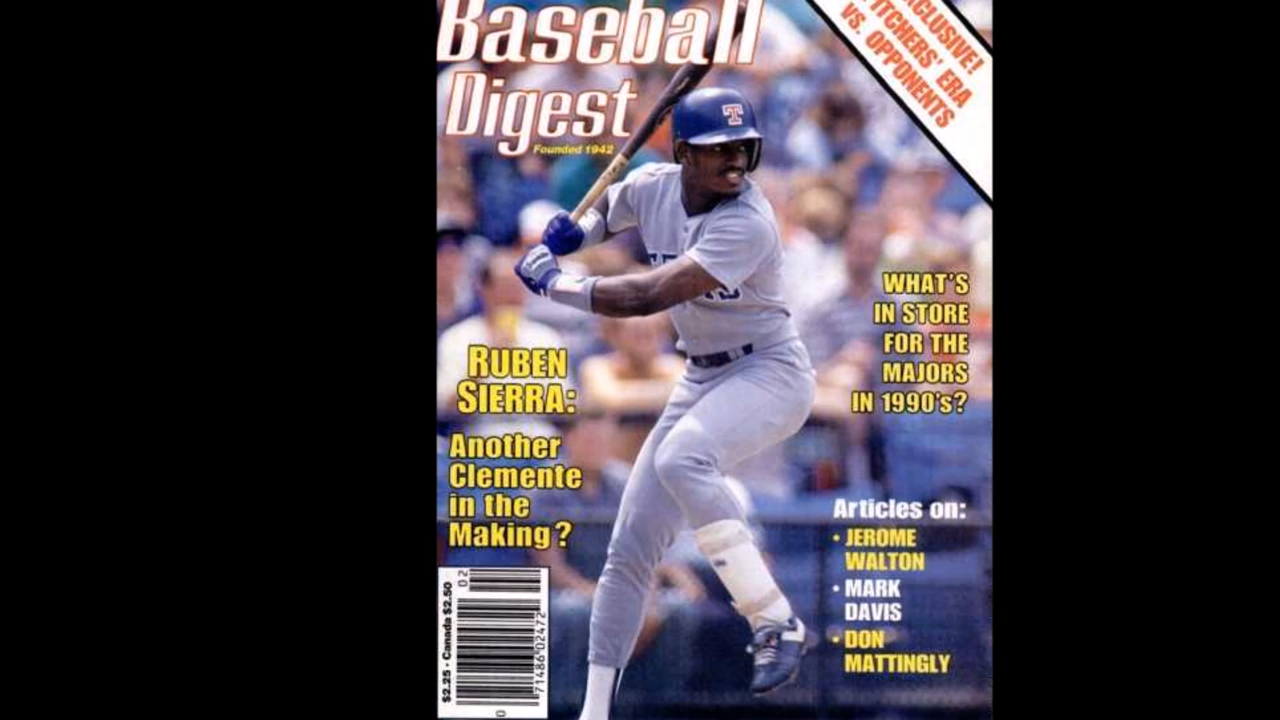 Baseball
Digest
Founded 1942
EXCLUSIVE!
PITCHERS' ERA
VS. OPPONENTS
T
WHAT'S
IN STORE
FOR THE
MAJORS
IN 1990's?
RUBEN
SIERRA:
Another
Clemente
in the
Making?
Articles on:
• JEROME
WALTON
• MARK
DAVIS
• DON
MATTINGLY
$2.25 • Canada $2.50
02
0 71486 02472